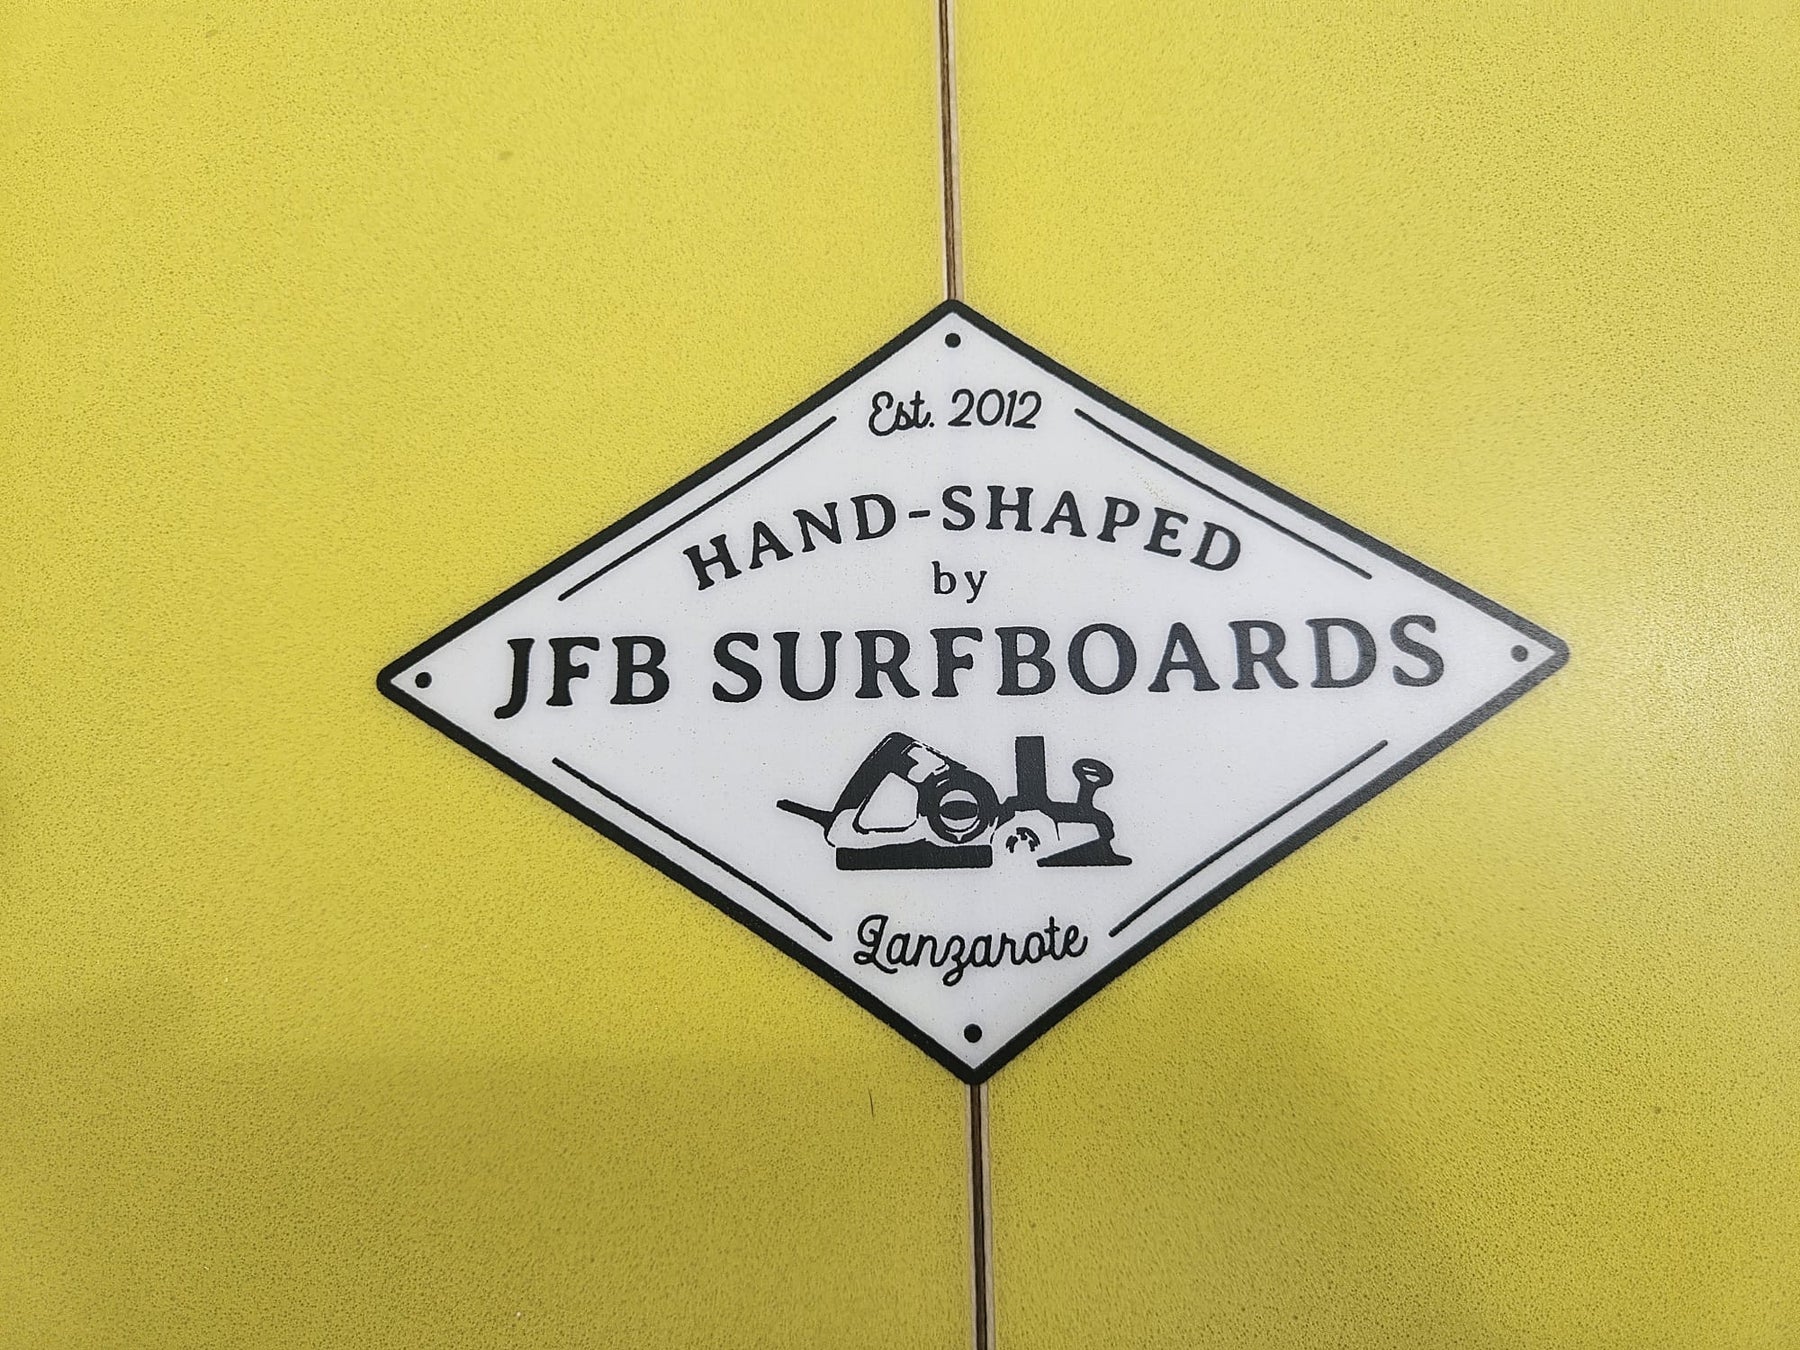 Est. 2012
HAND-SHAPED
by
JFB SURFBOARDS
Lanzarote